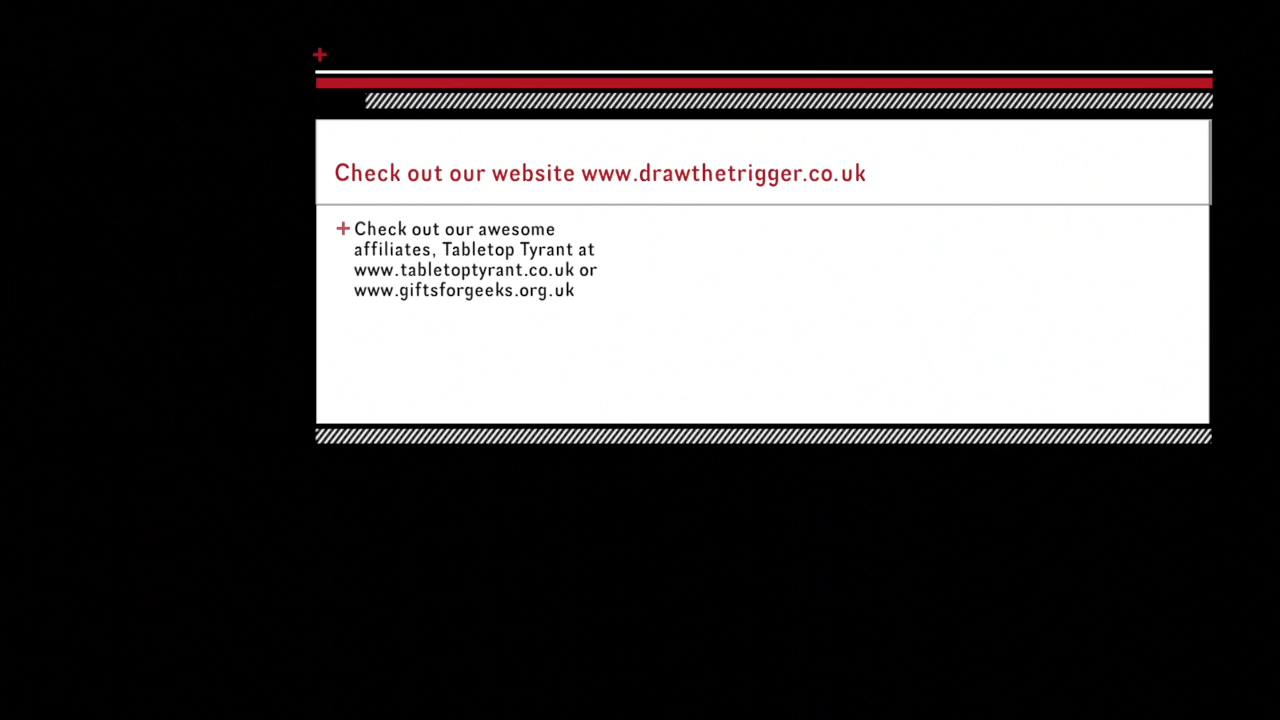 Check out our website www.drawthetrigger.co.uk
Check out our awesome
affiliates, Tabletop Tyrant at
www.tabletoptyrant.co.uk or
www.giftsforgeeks.org.uk